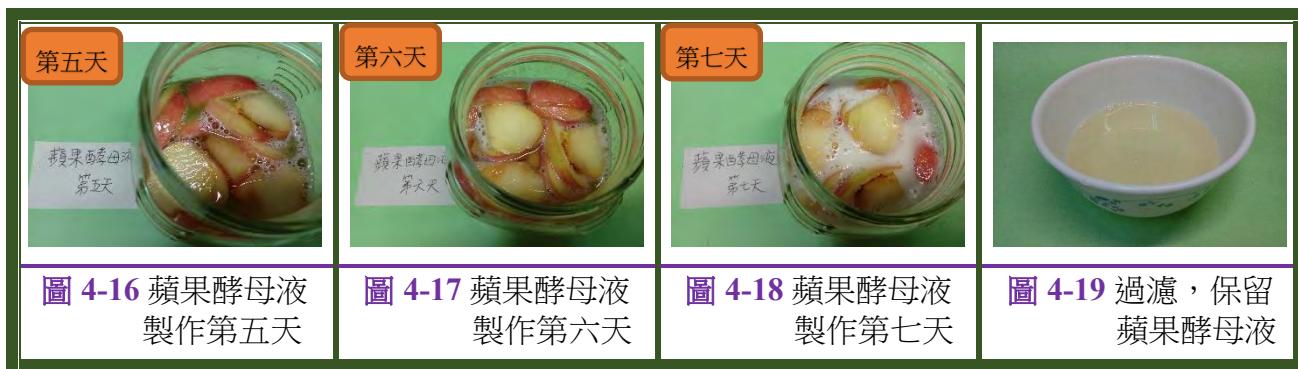 第五天
蘋果酵母液
第五天
圖 4-16 蘋果酵母液
製作第五天
第六天
蘋果酵母液
第六天
圖 4-17 蘋果酵母液
製作第六天
第七天
蘋果酵母液
第七天
圖 4-18 蘋果酵母液
製作第七天
圖 4-19 過濾，保留
蘋果酵母液